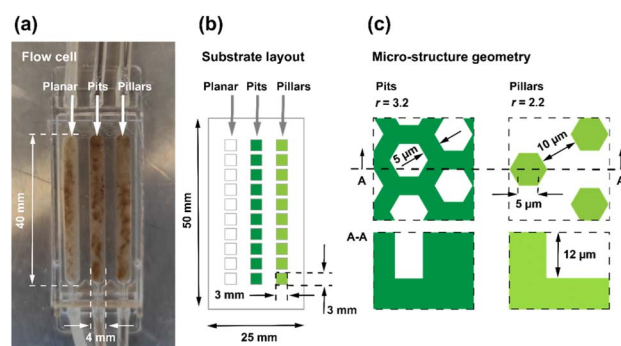 (a)
Flow cell
Planar Pits Pillars
40 mm
4 mm
(b)
Substrate layout
Planar Pits Pillars
50 mm
3 mm
3 mm
25 mm
(c)
Micro-structure geometry
Pits
r = 3.2
Pillars
r = 2.2
5 µm
10 µm
A
A
5 µm
A-A
12 µm